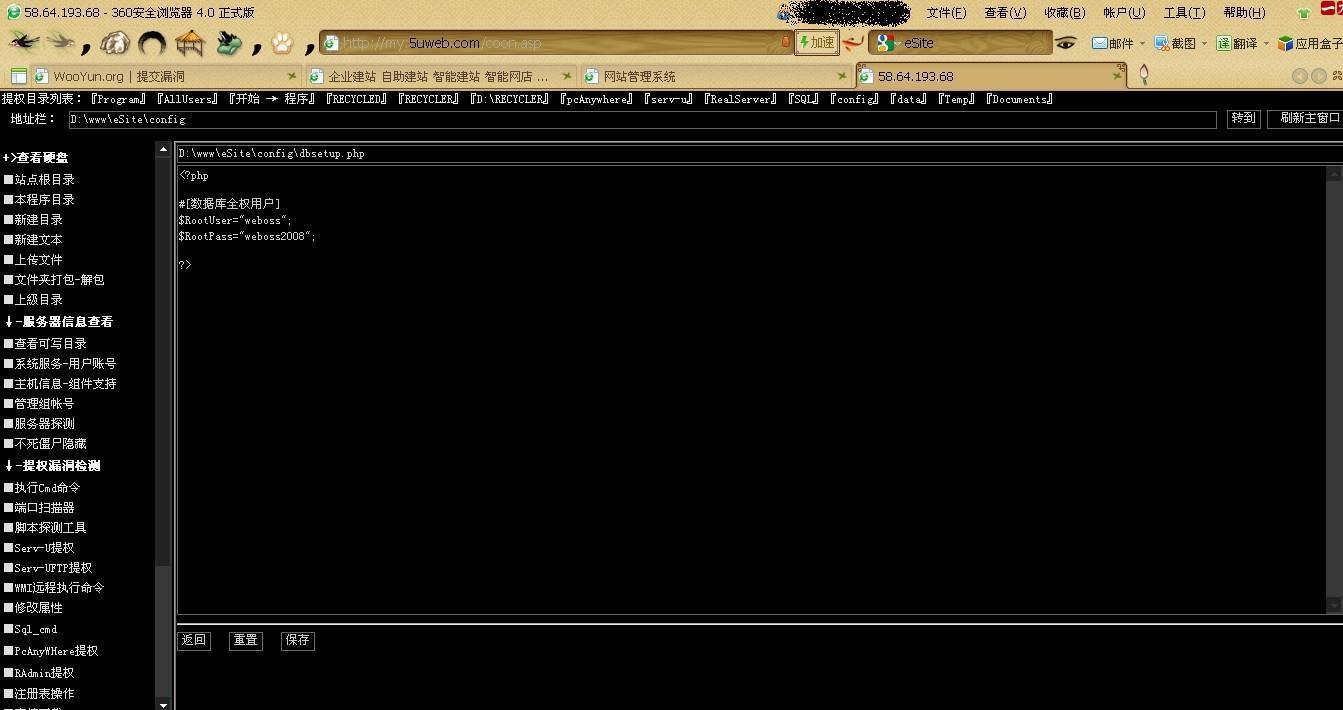 58.64.193.68 - 360安全浏览器 4.0 正式版
文件(F) 查看(V) 收藏(B) 帐户(U) 工具(T) 帮助(H)
http://my.5uweb.com/coon.asp 加速 eSite 邮件 截图 翻译 应用盒子
WooYun.org | 提交漏洞 企业建站 自助建站 智能建站 智能网店 ... 网站管理系统 58.64.193.68
提权目录列表：『Program』『AllUsers』『开始 → 程序』『RECYCLED』『RECYCLER』『D:\RECYCLER』『pcAnywhere』『serv-u』『RealServer』『SQL』『config』『data』『Temp』『Documents』
地址栏： D:\www\eSite\config 转到 刷新主窗口
+>查看硬盘
■站点根目录
■本程序目录
■新建目录
■新建文本
■上传文件
■文件夹打包-解包
■上級目录
↓-服务器信息查看
■查看可写目录
■系统服务-用户账号
■主机信息-组件支持
■管理组帐号
■服务器探测
■不死僵尸隐藏
↓-提权漏洞检测
■执行Cmd命令
■端口扫描器
■脚本探测工具
■Serv-U提权
■Serv-UFTP提权
■WMI远程执行命令
■修改属性
■Sql_cmd
■PcAnyWHere提权
■RAdmin提权
■注册表操作
D:\www\eSite\config\dbsetup.php
<?php
#[数据库全权用户]
$RootUser="weboss";
$RootPass="weboss2008";
?>
返回 重置 保存